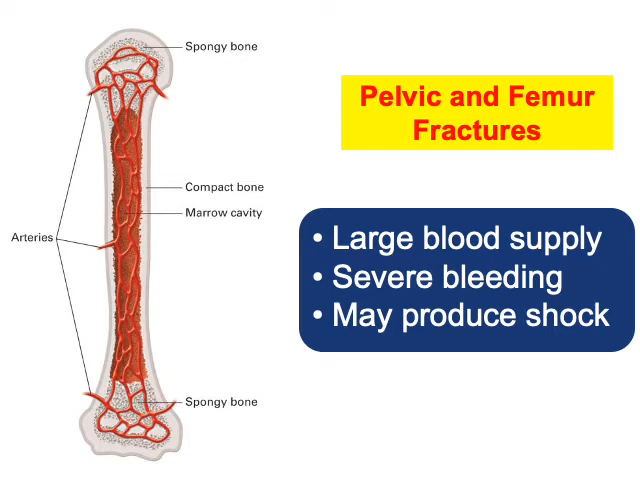 Spongy bone
Compact bone
Marrow cavity
Arteries
Spongy bone
Pelvic and Femur
Fractures
• Large blood supply
• Severe bleeding
• May produce shock